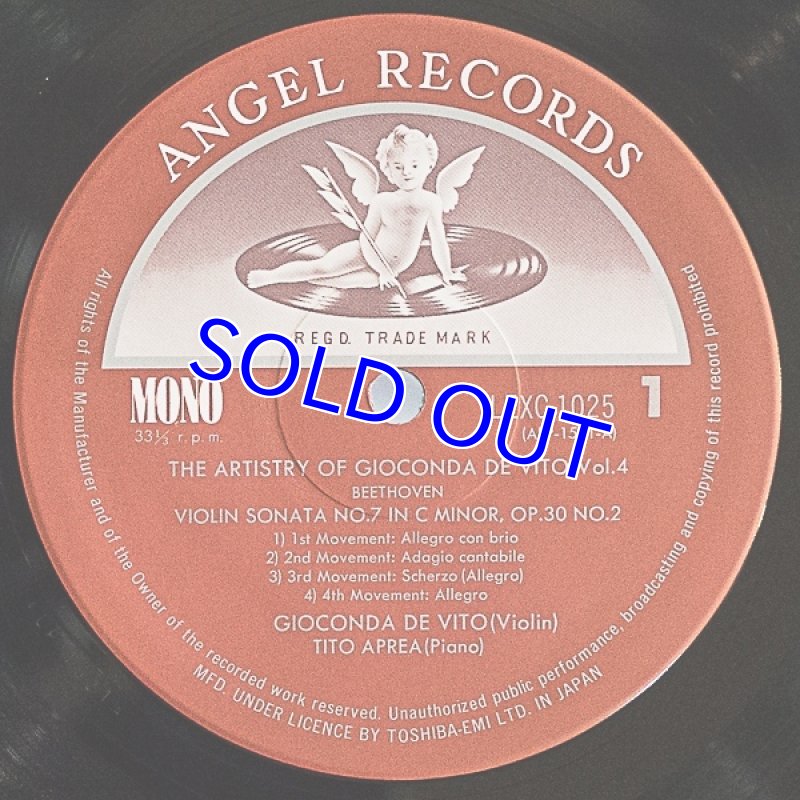 ANGEL RECORDS
REGD. TRADE MARK
SOLD OUT
MONO
33⅓ r.p.m.
1025
1
THE ARTISTRY OF GIOCONDA DE VITO Vol.4
BEETHOVEN
VIOLIN SONATA NO.7 IN C MINOR, OP.30 NO.2
1) 1st Movement: Allegro con brio
2) 2nd Movement: Adagio cantabile
3) 3rd Movement: Scherzo (Allegro)
4) 4th Movement: Allegro
GIOCONDA DE VITO (Violin)
TITO APREA (Piano)
All rights of the Manufacturer and of the Owner of the recorded work reserved. Unauthorized public performance, broadcasting and copying of this record prohibited
MFD. UNDER LICENCE BY TOSHIBA-EMI LTD. IN JAPAN